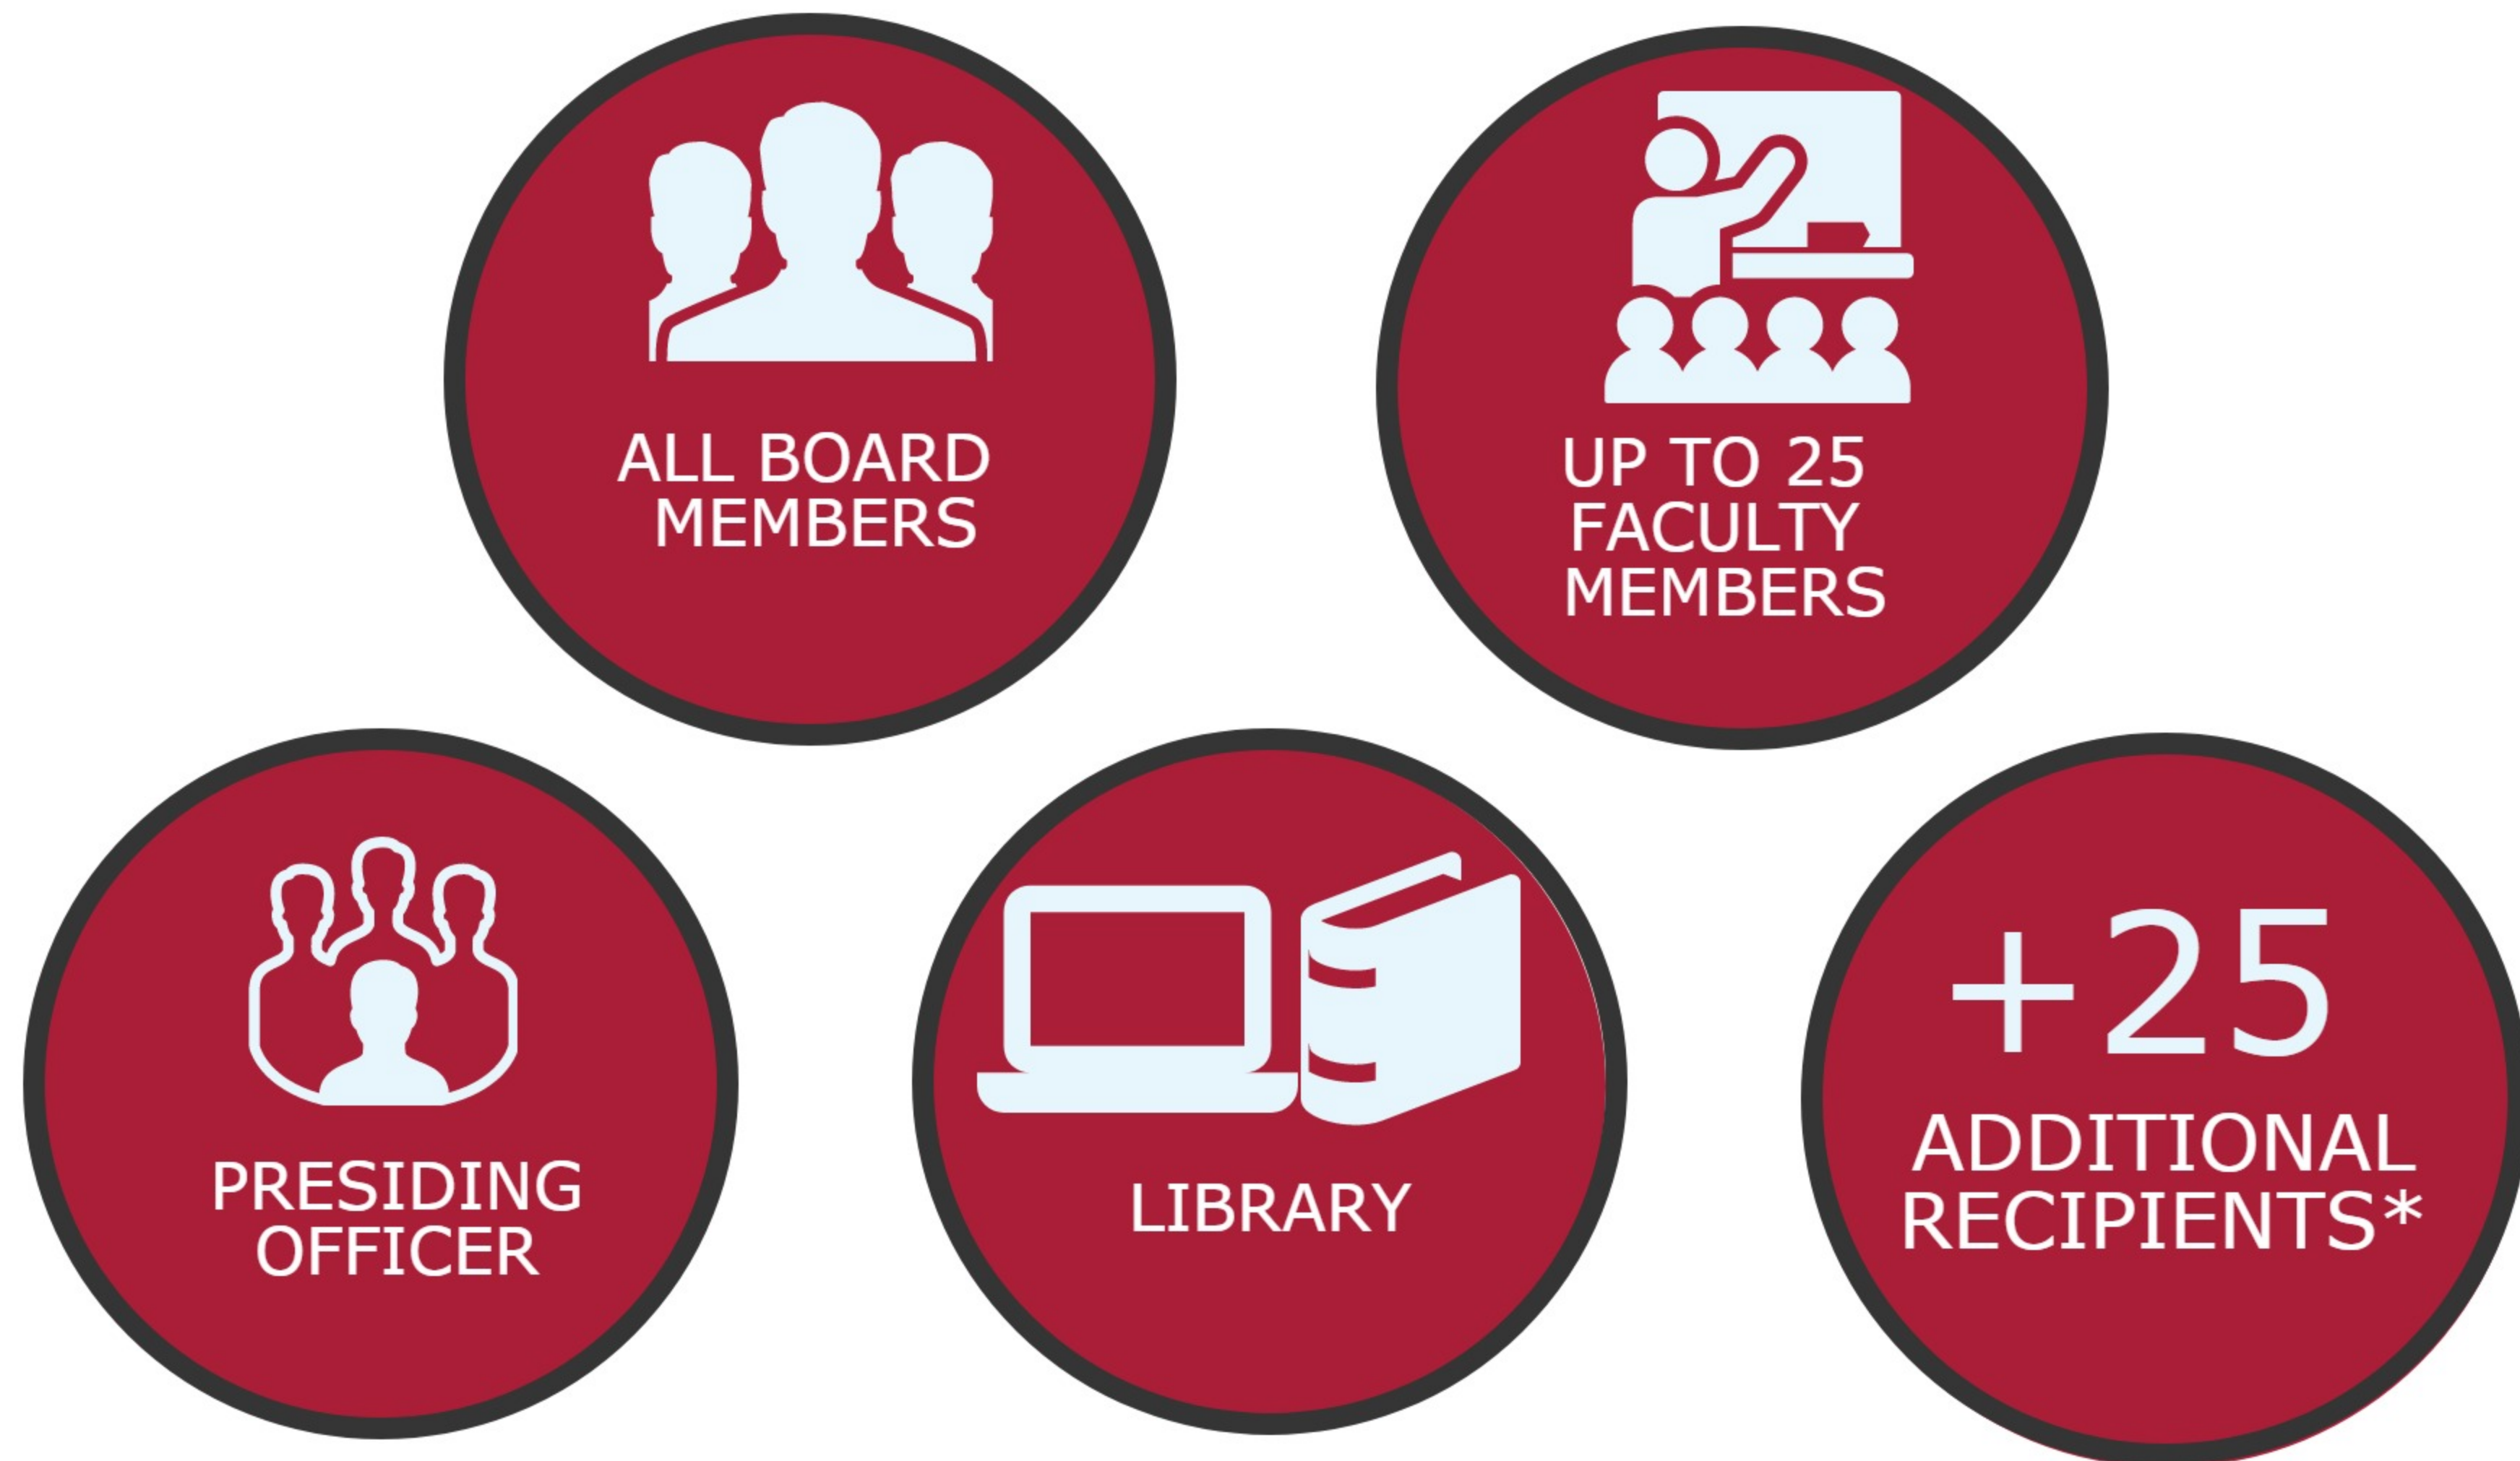 ALL BOARD
MEMBERS
UP TO 25
FACULTY
MEMBERS
PRESIDING
OFFICER
LIBRARY
+25
ADDITIONAL
RECIPIENTS*